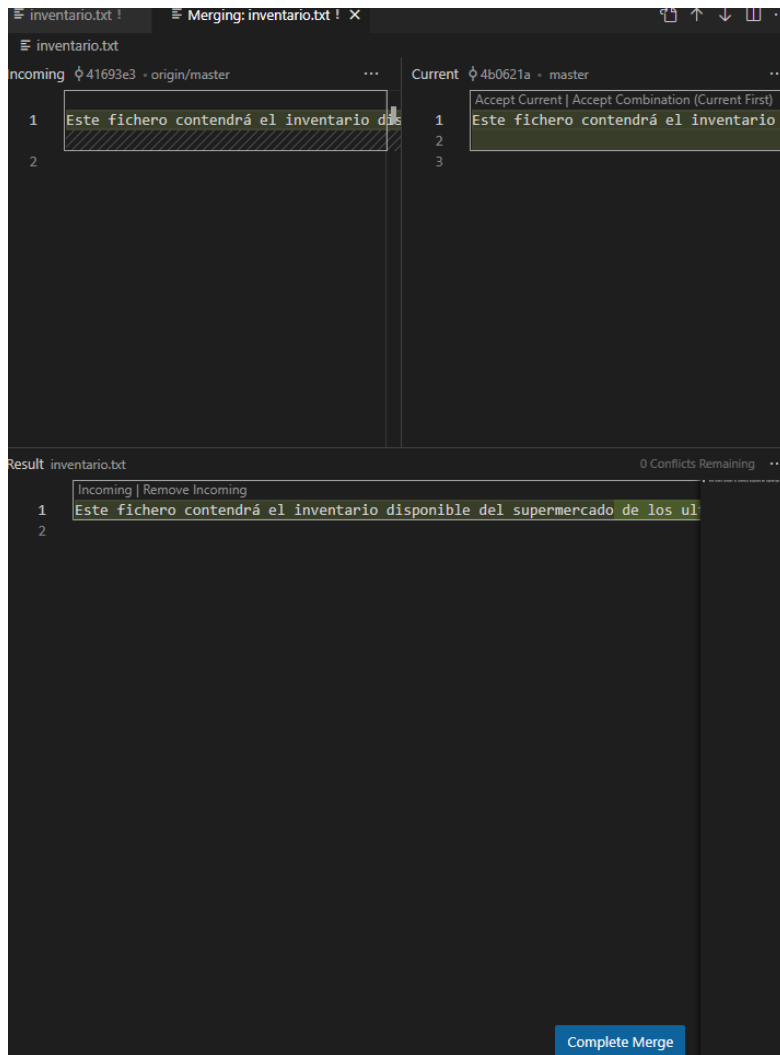 inventario.txt ! Merging: inventario.txt !
inventario.txt
Incoming 41693e3 • origin/master ···
Current 4b0621a • master
Accept Current | Accept Combination (Current First)
1 Este fichero contendrá el inventario
2
1 Este fichero contendrá el inventario
2
3
Result inventario.txt 0 Conflicts Remaining
Incoming | Remove Incoming
1 Este fichero contendrá el inventario disponible del supermercado de los
2
Complete Merge